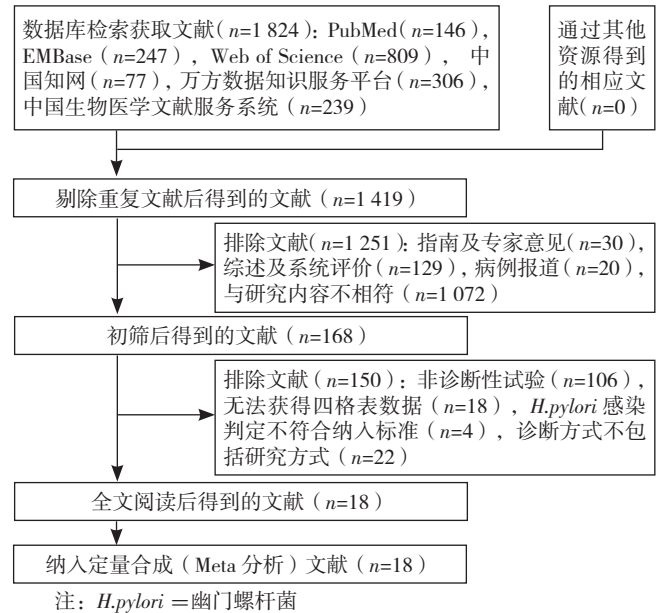 数据库检索获取文献(n=1 824)：PubMed(n=146)，
EMBase（n=247），Web of Science（n=809）， 中
国知网（n=77），万方数据知识服务平台（n=306），
中国生物医学文献服务系统（n=239）
通过其他
资源得到
的相应文
献(n=0)
剔除重复文献后得到的文献（n=1 419）
排除文献(n=1 251)：指南及专家意见(n=30)，
综述及系统评价(n=129)，病例报道(n=20)，
与研究内容不相符（n=1 072）
初筛后得到的文献（n=168）
排除文献（n=150）：非诊断性试验（n=106），
无法获得四格表数据（n=18），H.pylori 感染
判定不符合纳入标准（n=4），诊断方式不包
括研究方式（n=22）
全文阅读后得到的文献（n=18）
纳入定量合成（Meta 分析）文献（n=18）
注：H.pylori＝幽门螺杆菌